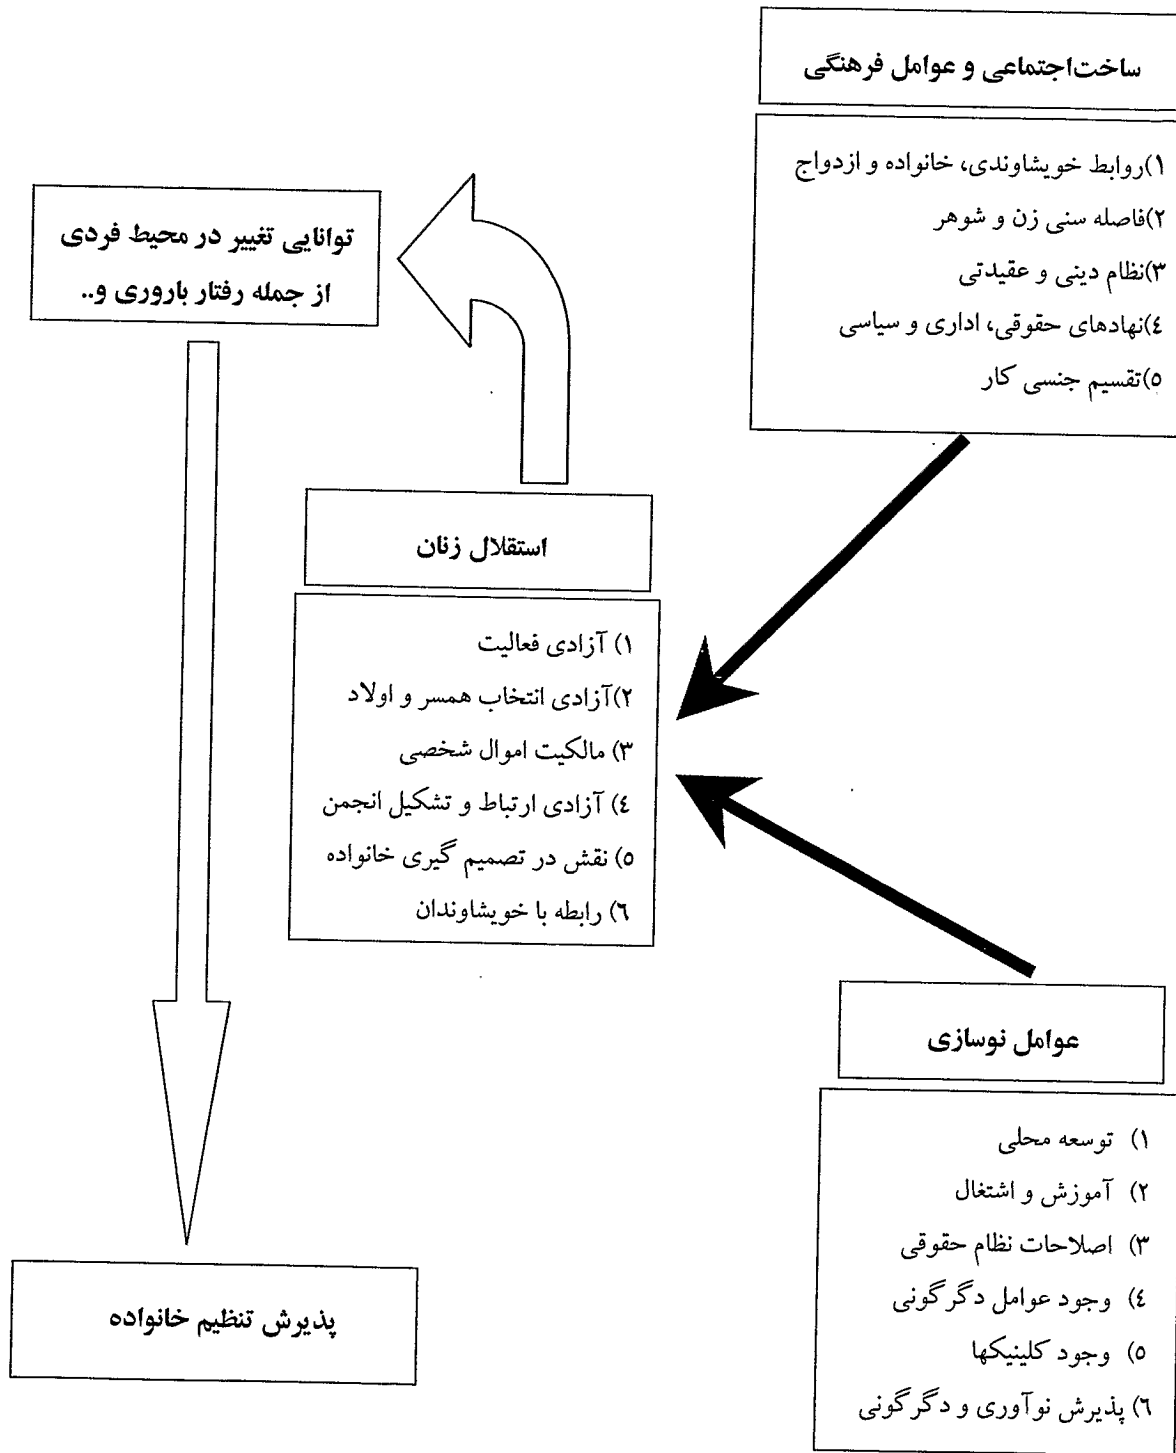 ساخت‌اجتماعی و عوامل فرهنگی
۱)روابط خویشاوندی، خانواده و ازدواج
۲)فاصله سنی زن و شوهر
۳)نظام دینی و عقیدتی
٤)نهادهای حقوقی، اداری و سیاسی
٥)تقسیم جنسی کار
توانایی تغییر در محیط فردی
از جمله رفتار باروری و..
استقلال زنان
۱) آزادی فعالیت
۲)آزادی انتخاب همسر و اولاد
۳) مالکیت اموال شخصی
٤) آزادی ارتباط و تشکیل انجمن
٥) نقش در تصمیم گیری خانواده
٦) رابطه با خویشاوندان
عوامل نوسازی
۱) توسعه محلی
۲) آموزش و اشتغال
۳) اصلاحات نظام حقوقی
٤) وجود عوامل دگرگونی
٥) وجود کلینیکها
٦) پذیرش نوآوری و دگرگونی
پذیرش تنظیم خانواده